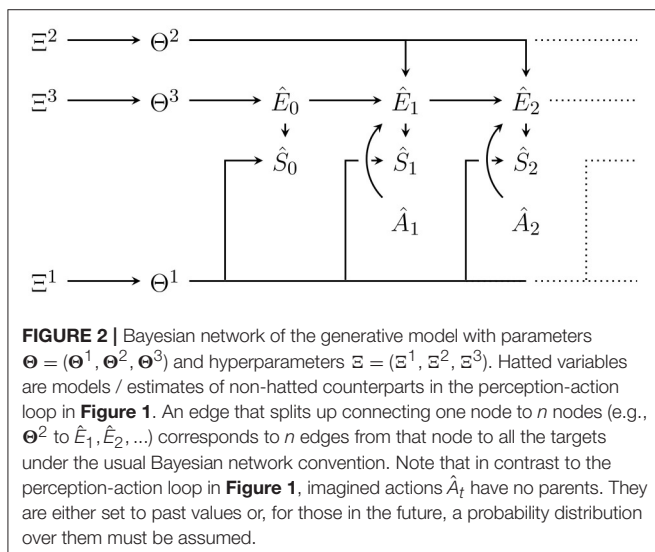 Ξ² Θ²
Ξ³ Θ³ Ê₀ Ê₁ Ê₂
Ŝ₀ Ŝ₁ Ŝ₂
Â₁ Â₂
Ξ¹ Θ¹
FIGURE 2 | Bayesian network of the generative model with parameters
Θ = (Θ¹, Θ², Θ³) and hyperparameters Ξ = (Ξ¹, Ξ², Ξ³). Hatted variables
are models / estimates of non-hatted counterparts in the perception-action
loop in Figure 1. An edge that splits up connecting one node to n nodes (e.g.,
Θ² to Ê₁, Ê₂, ...) corresponds to n edges from that node to all the targets
under the usual Bayesian network convention. Note that in contrast to the
perception-action loop in Figure 1, imagined actions Âₜ have no parents. They
are either set to past values or, for those in the future, a probability distribution
over them must be assumed.